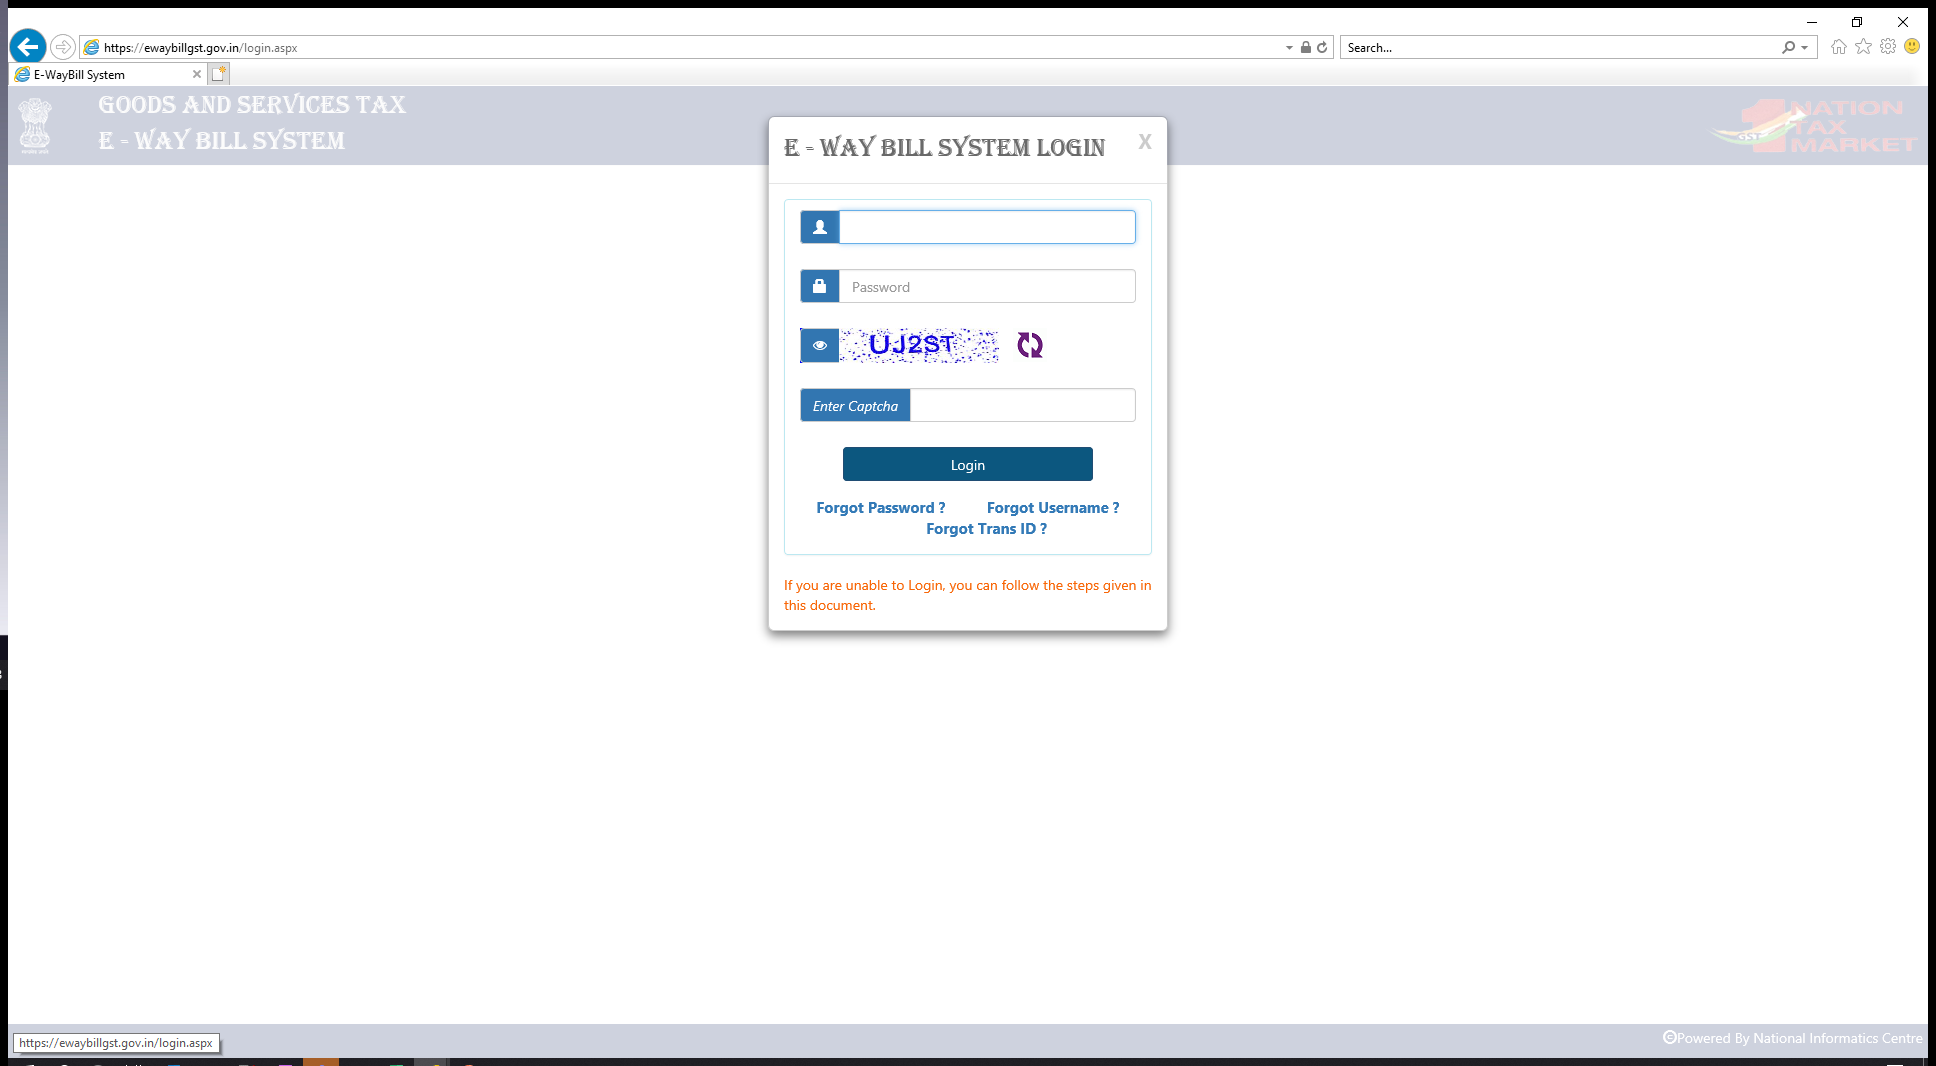 https://ewaybillgst.gov.in/login.aspx
Search...
E-WayBill System
GOODS AND SERVICES TAX
E - WAY BILL SYSTEM
GST
1 NATION
TAX
MARKET
E - WAY BILL SYSTEM LOGIN
X
Password
UJ2ST
Enter Captcha
Login
Forgot Password ? Forgot Username ?
Forgot Trans ID ?
If you are unable to Login, you can follow the steps given in
this document.
https://ewaybillgst.gov.in/login.aspx
©Powered By National Informatics Centre